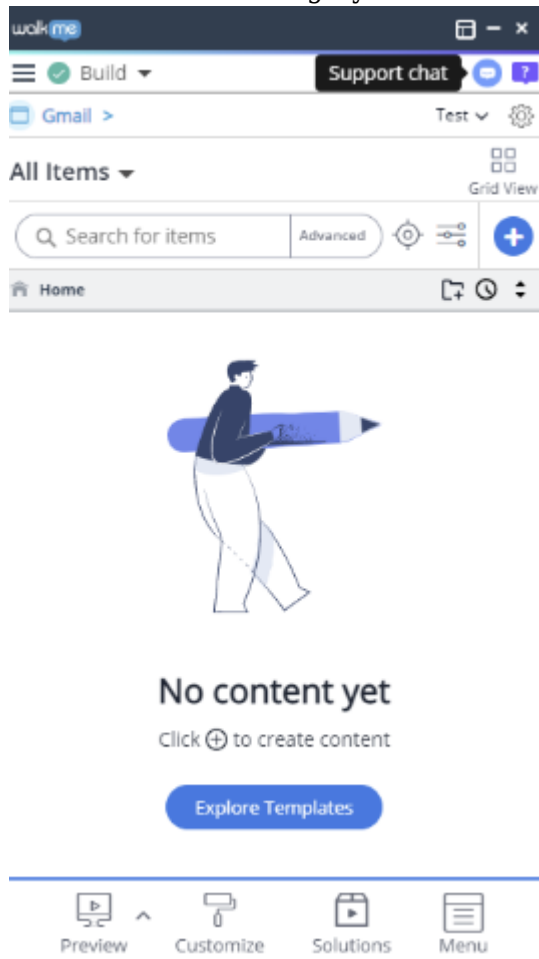 walkme
Build Support chat ?
Gmail > Test
All Items
Grid View
Search for items Advanced
Home
No content yet
Click ⊕ to create content
Explore Templates
Preview Customize Solutions Menu